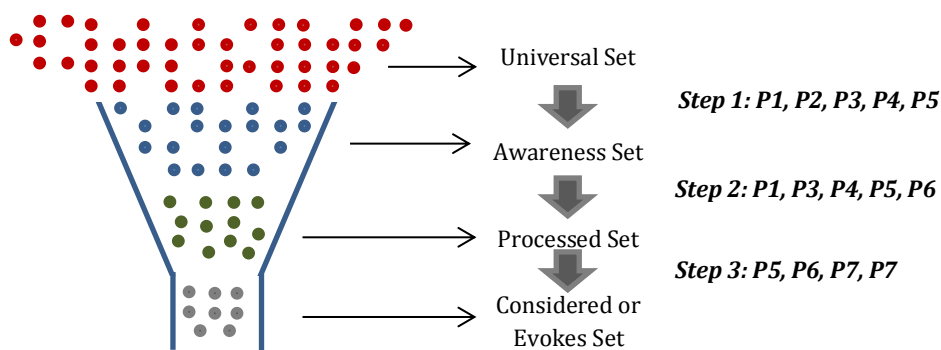 Universal Set
Step 1: P1, P2, P3, P4, P5
Awareness Set
Step 2: P1, P3, P4, P5, P6
Processed Set
Step 3: P5, P6, P7, P7
Considered or
Evokes Set